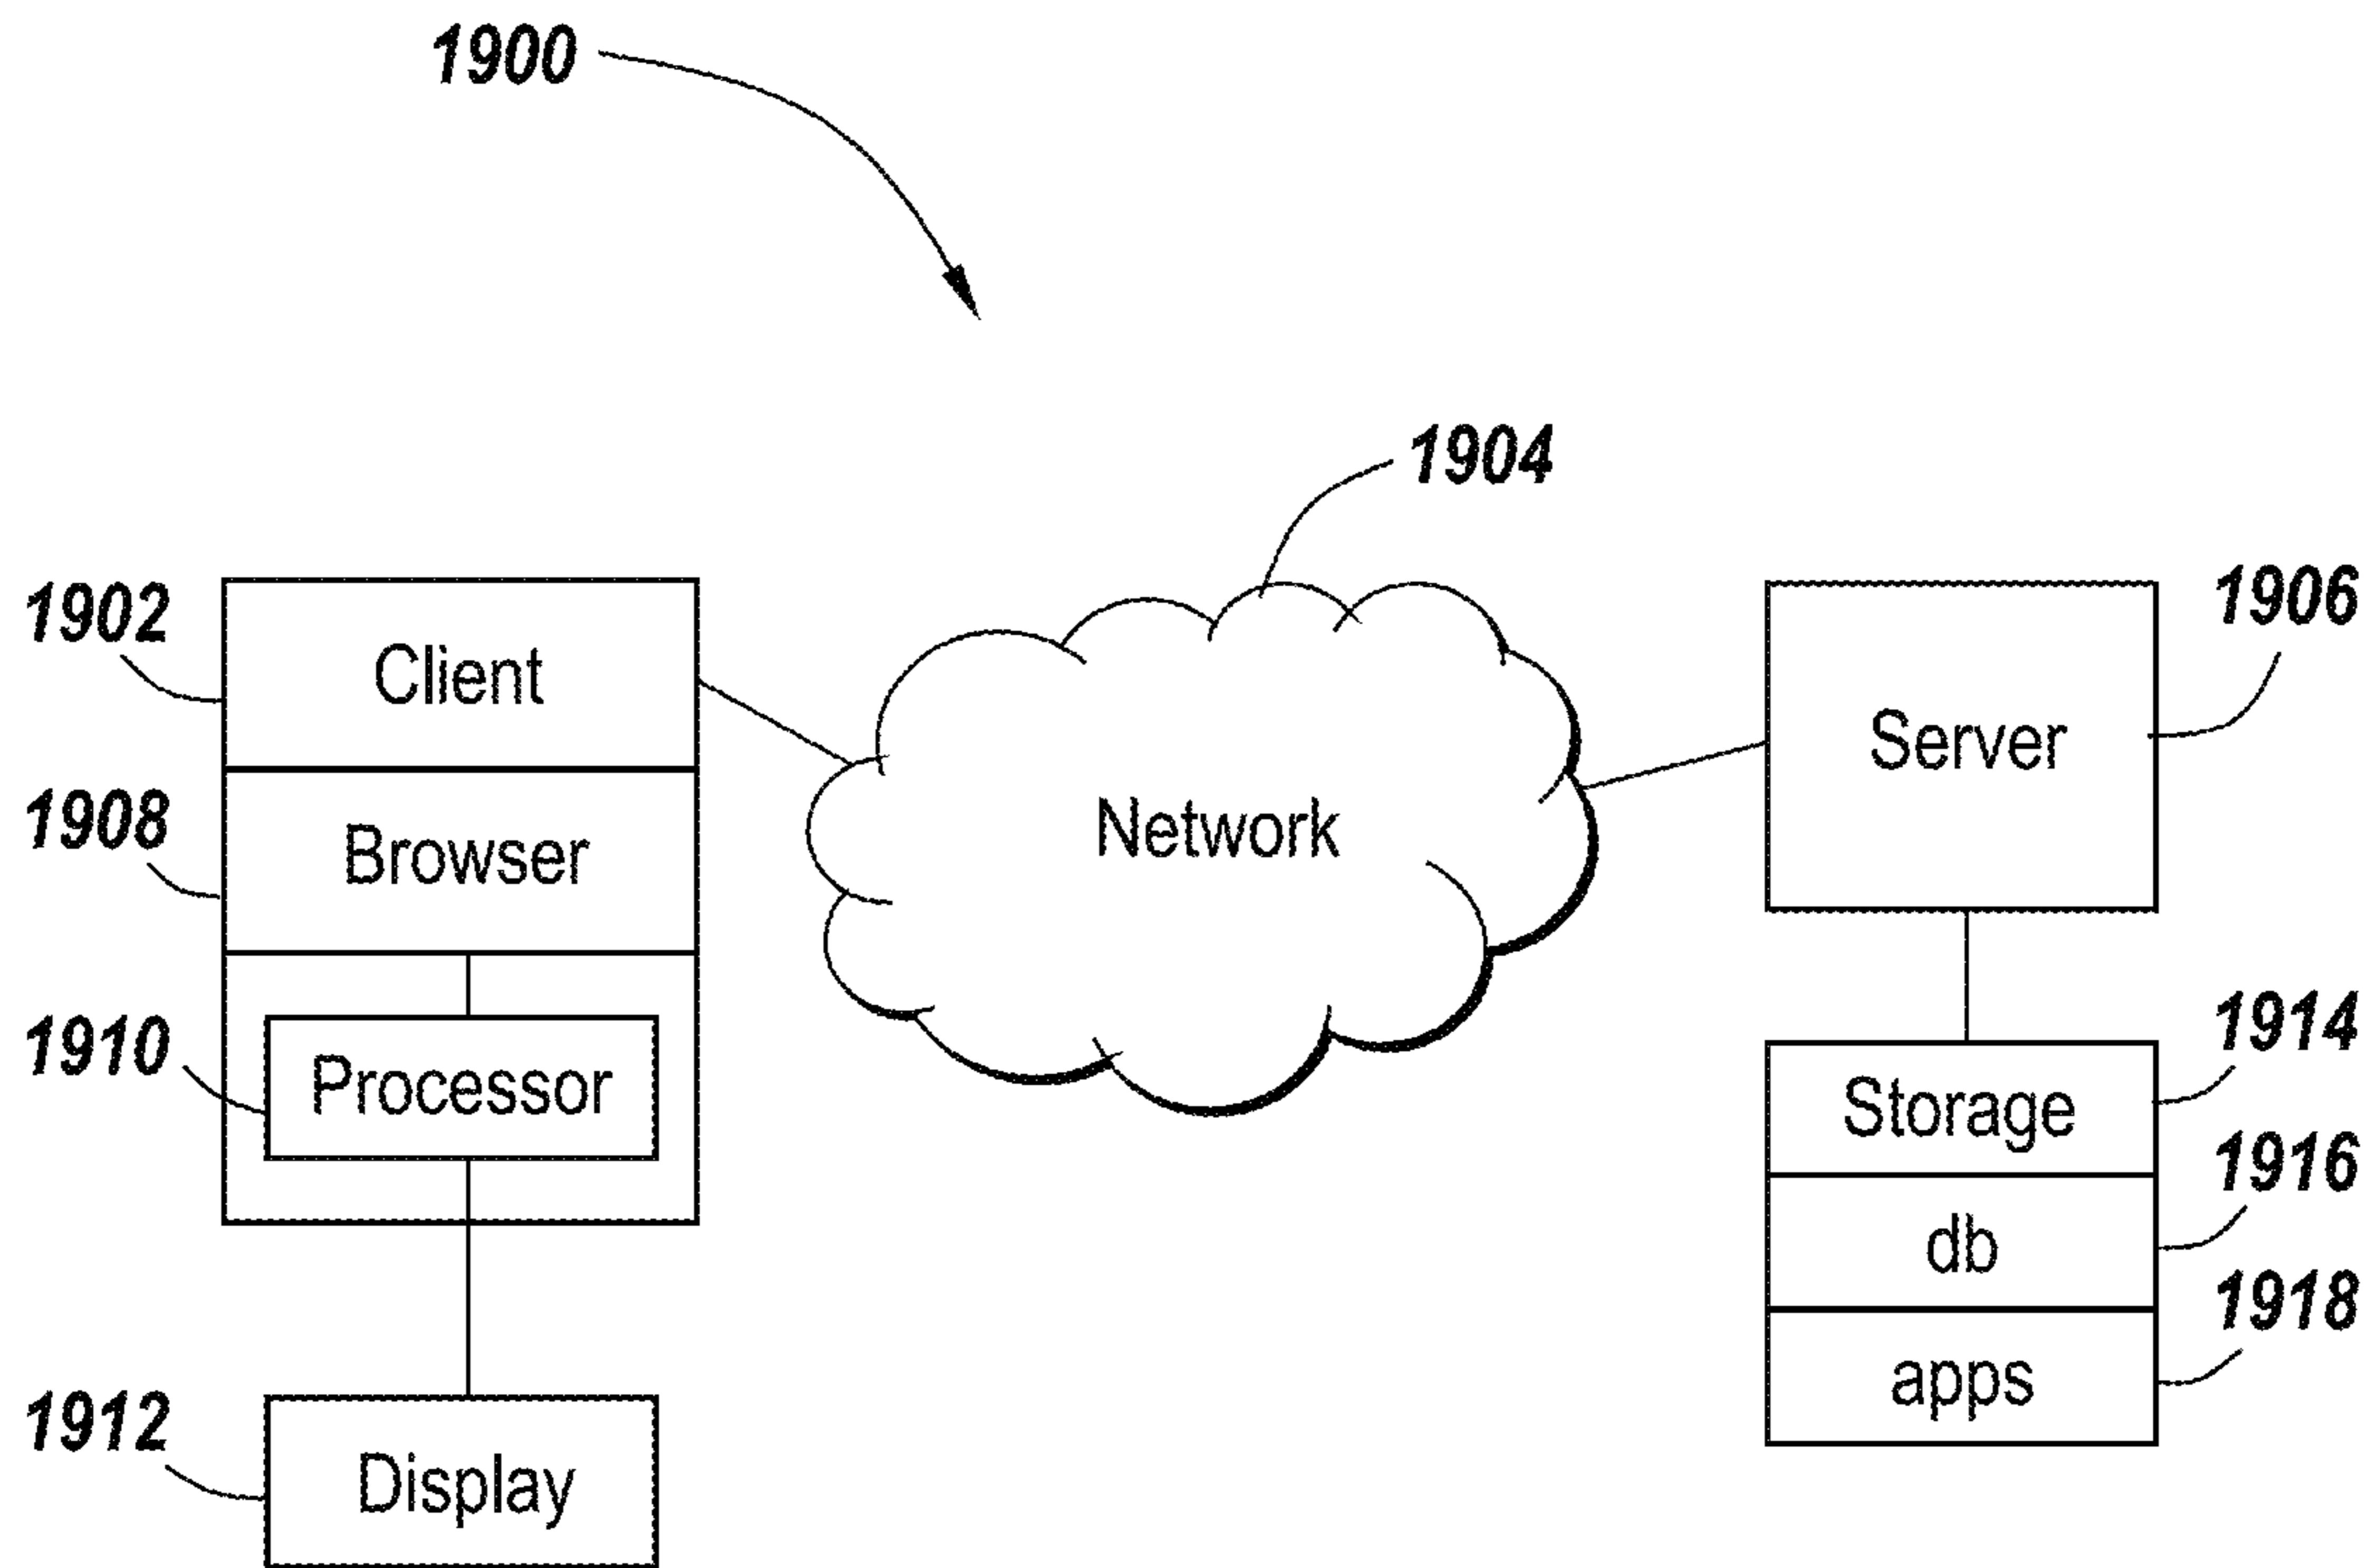 1900
1904
1902
Client
1906
Server
1908
Browser
Network
1910
Processor
1914
Storage
1916
db
1918
apps
1912
Display